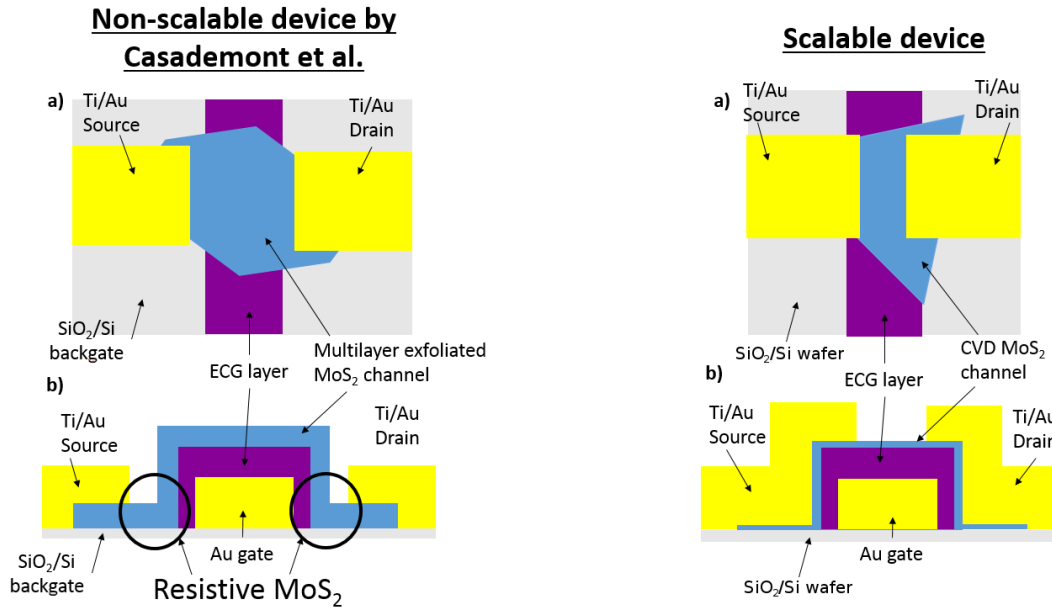 Non-scalable device by
Casademont et al.
a)
Ti/Au
Source
Ti/Au
Drain
SiO₂/Si
backgate
ECG layer
Multilayer exfoliated
MoS₂ channel
b)
Ti/Au
Source
Ti/Au
Drain
SiO₂/Si
backgate
Au gate
Resistive MoS₂
Scalable device
a)
Ti/Au
Source
Ti/Au
Drain
SiO₂/Si wafer
ECG layer
CVD MoS₂
channel
b)
Ti/Au
Source
Ti/Au
Drain
Au gate
SiO₂/Si wafer